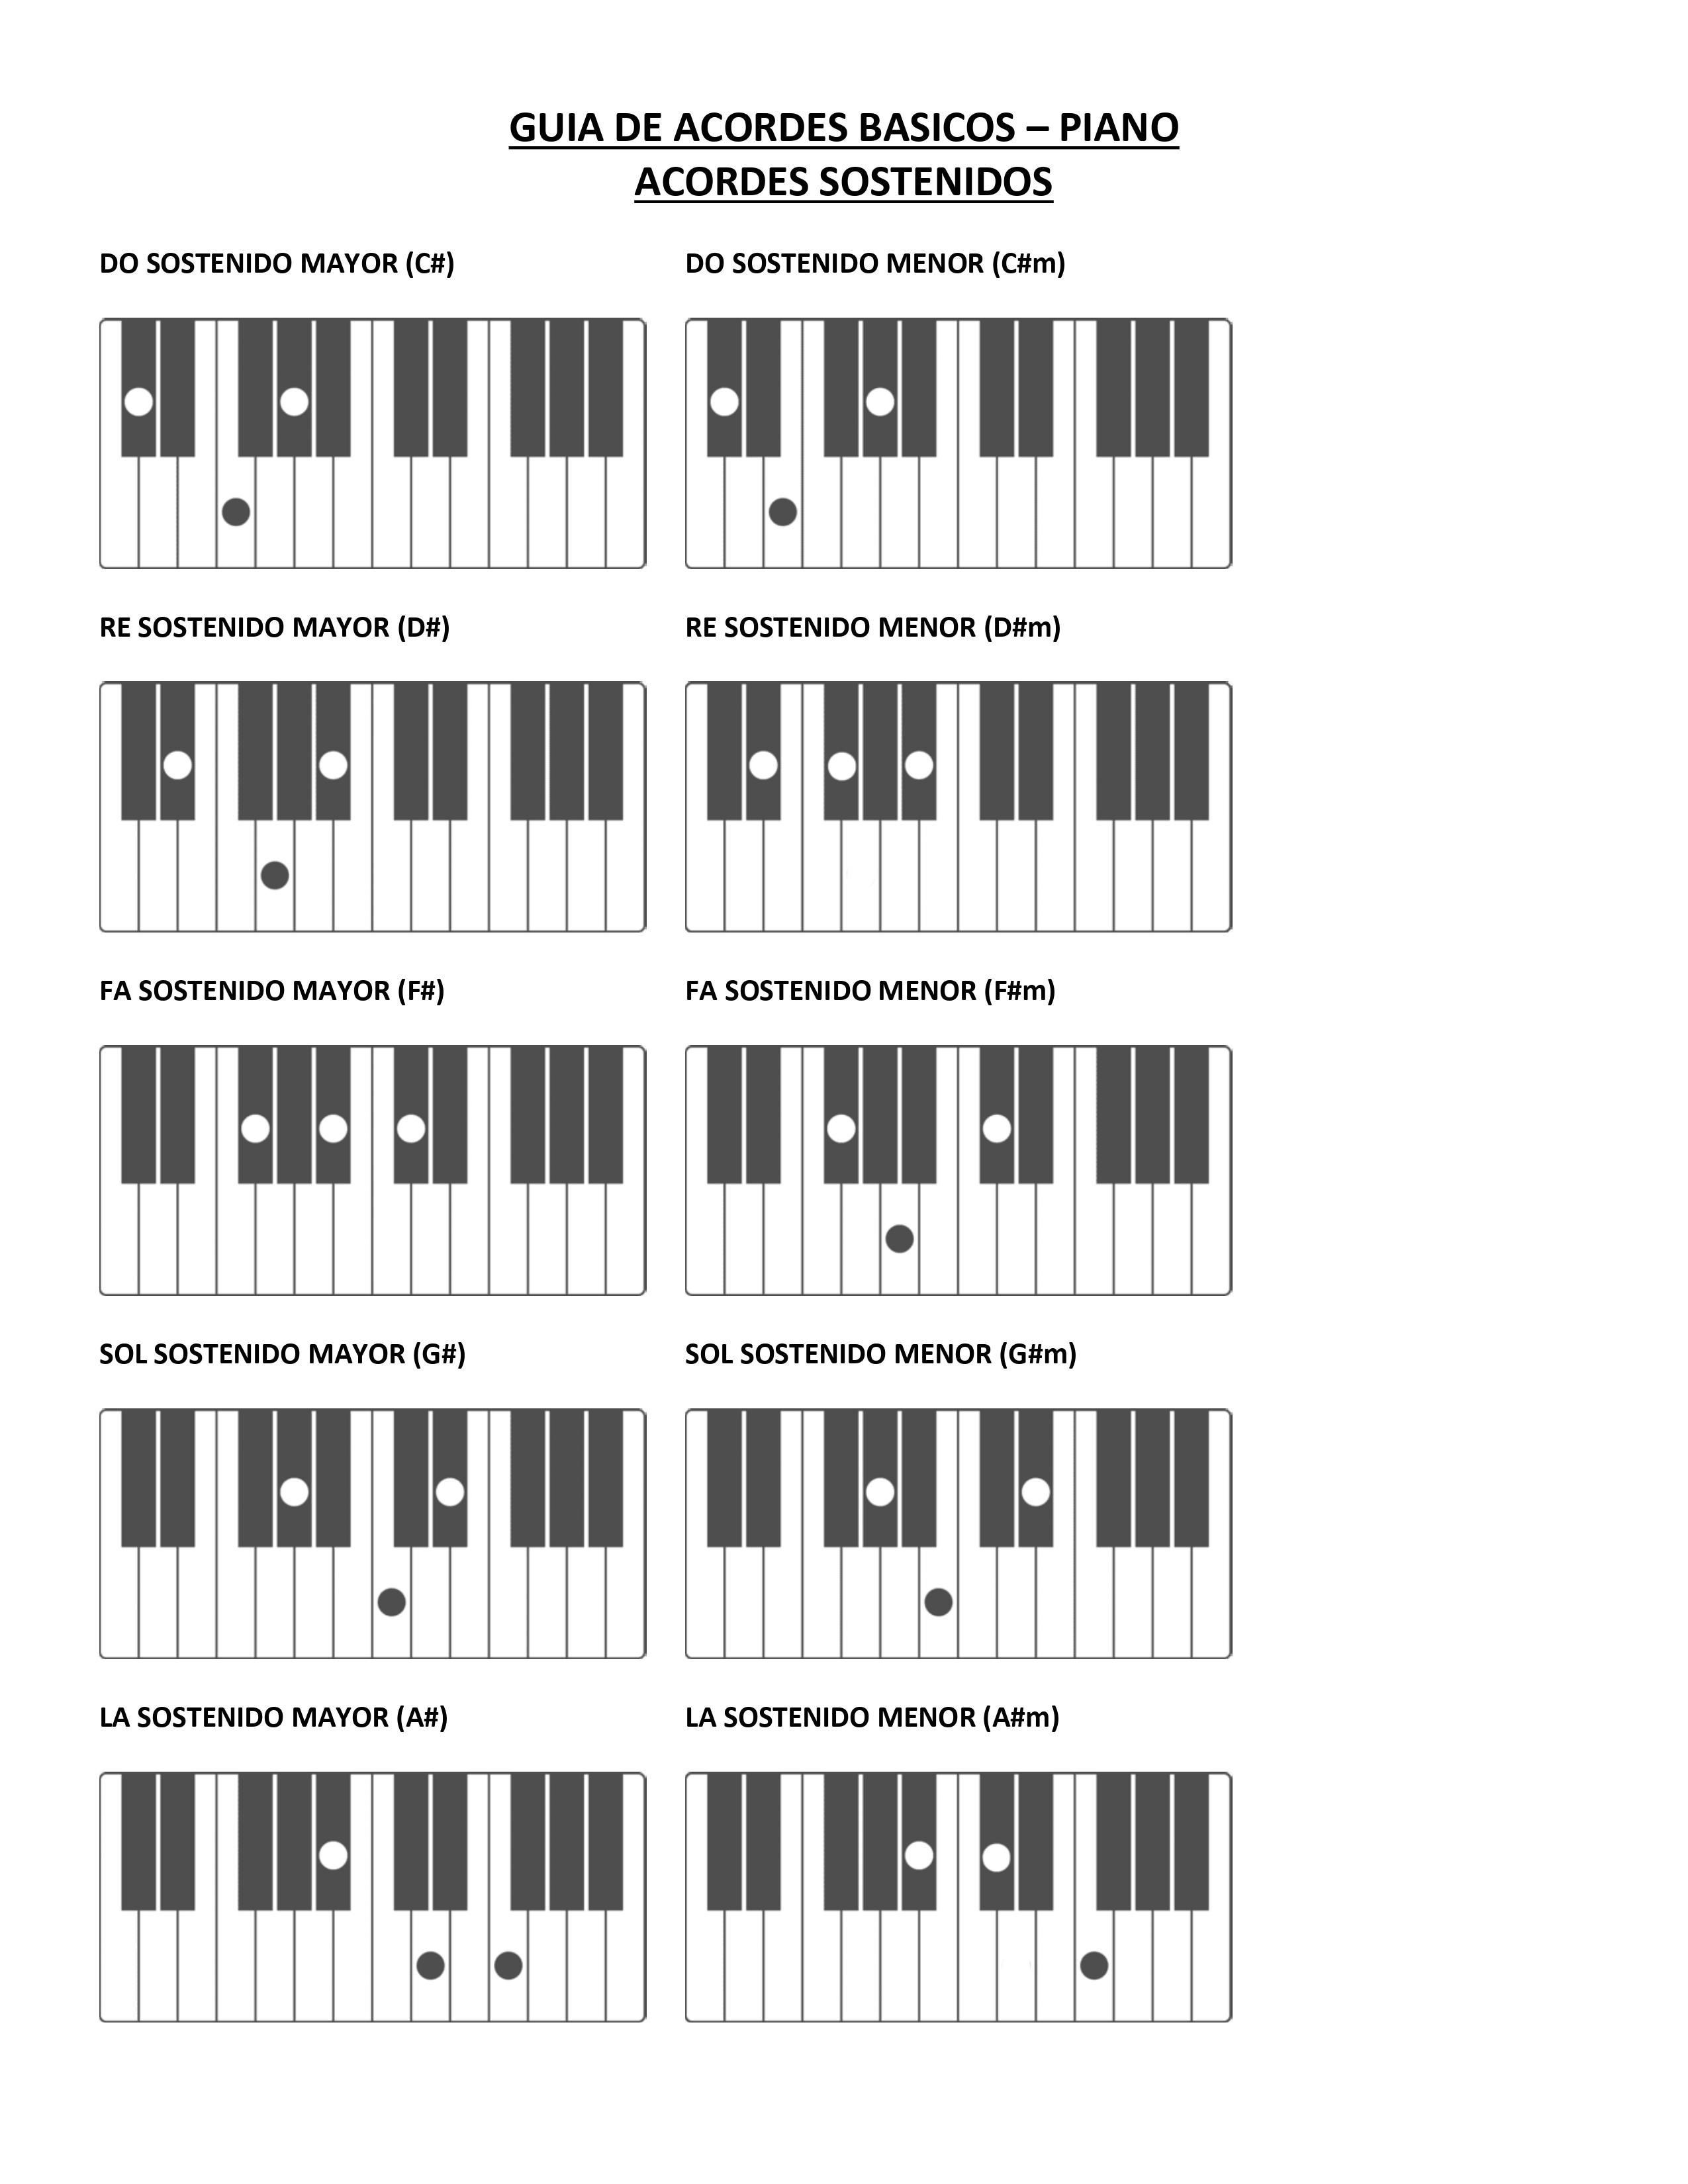 GUIA DE ACORDES BASICOS – PIANO
ACORDES SOSTENIDOS
DO SOSTENIDO MAYOR (C#)
DO SOSTENIDO MENOR (C#m)
RE SOSTENIDO MAYOR (D#)
RE SOSTENIDO MENOR (D#m)
FA SOSTENIDO MAYOR (F#)
FA SOSTENIDO MENOR (F#m)
SOL SOSTENIDO MAYOR (G#)
SOL SOSTENIDO MENOR (G#m)
LA SOSTENIDO MAYOR (A#)
LA SOSTENIDO MENOR (A#m)